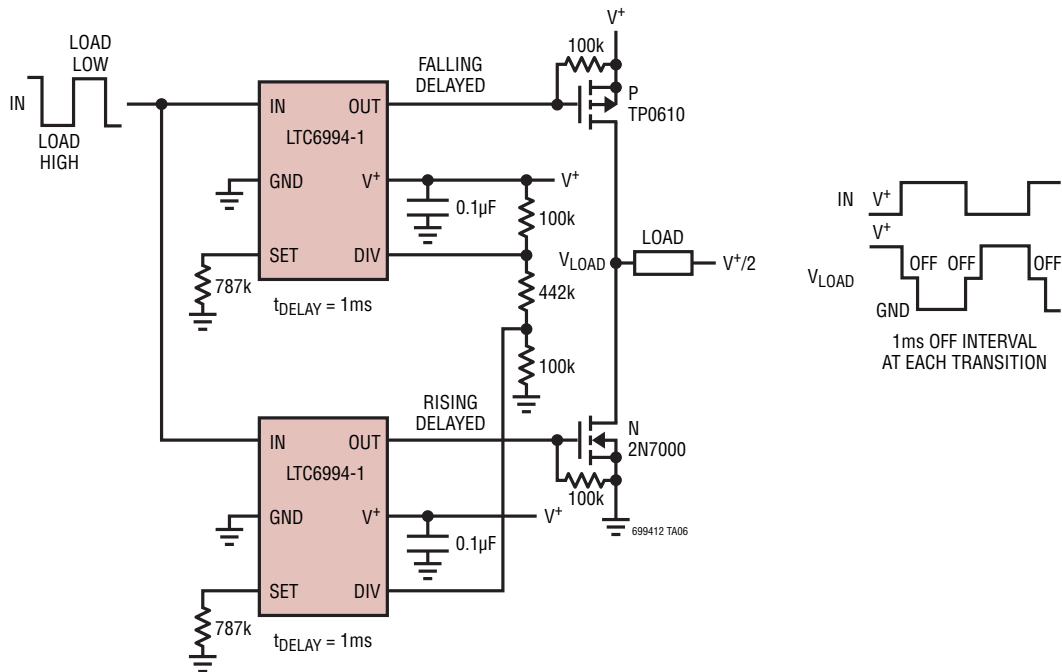 LOAD
LOW
IN
LOAD
HIGH
FALLING
DELAYED
IN
OUT
LTC6994-1
GND
V+
SET
DIV
787k
tDELAY = 1ms
0.1µF
V+
100k
442k
100k
V+
100k
P
TP0610
VLOAD
LOAD
V+/2
RISING
DELAYED
IN
OUT
LTC6994-1
GND
V+
SET
DIV
787k
tDELAY = 1ms
0.1µF
V+
N
2N7000
100k
699412 TA06
IN V+
V+
OFF OFF OFF
VLOAD
GND
1ms OFF INTERVAL
AT EACH TRANSITION